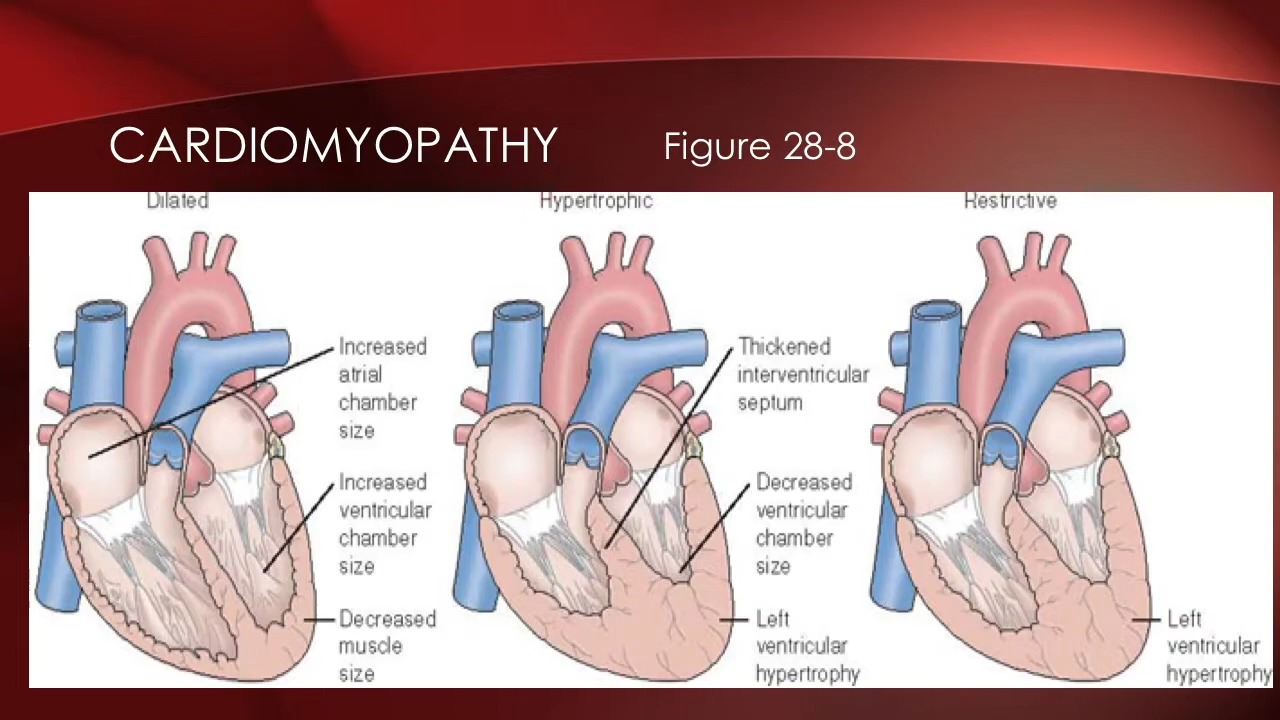 CARDIOMYOPATHY
Figure 28-8
Dilated
Increased
atrial
chamber
size
Increased
ventricular
chamber
size
Decreased
muscle
size
Hypertrophic
Thickened
interventricular
septum
Decreased
ventricular
chamber
size
Left
ventricular
hypertrophy
Restrictive
Left
ventricular
hypertrophy